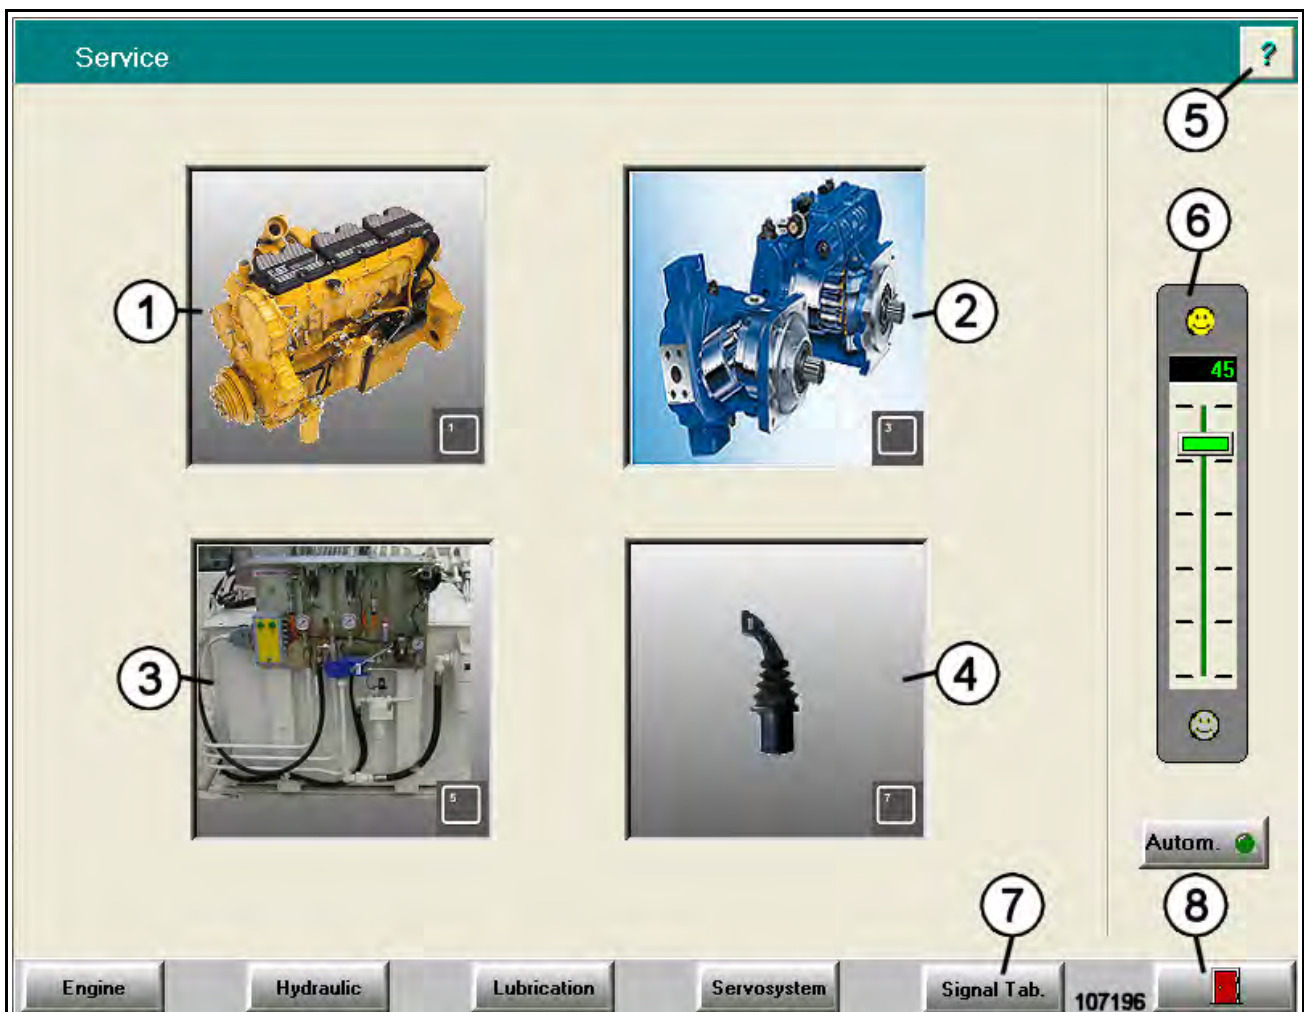 Service
?
5
6
1
2
45
1
3
3
4
5
7
Autom.
7
8
Engine
Hydraulic
Lubrication
Servosystem
Signal Tab.
107196